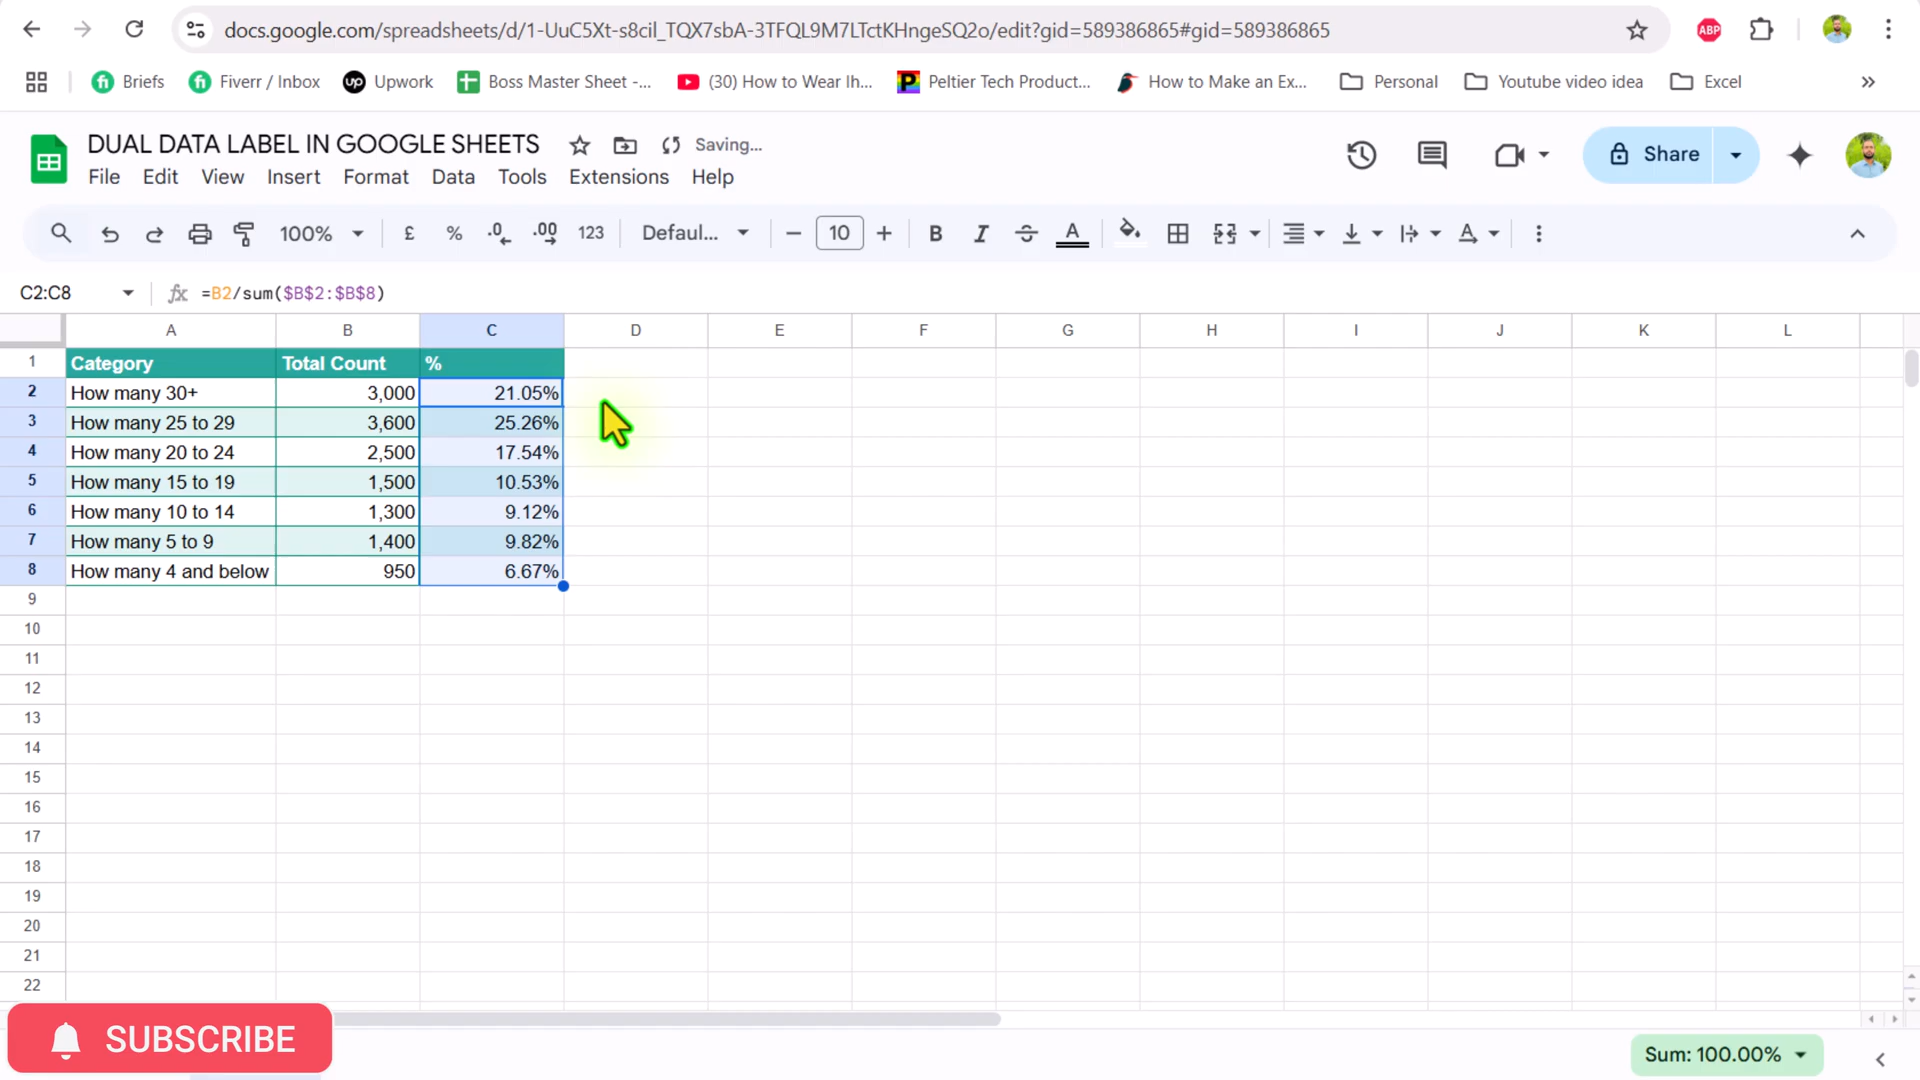 docs.google.com/spreadsheets/d/1-UuC5Xt-s8cil_TQX7sbA-3TFQL9M7LTctKHngeSQ2o/edit?gid=589386865#gid=589386865
ABP
Briefs Fiverr / Inbox Upwork Boss Master Sheet -... (30) How to Wear Ih... Peltier Tech Product... How to Make an Ex... Personal Youtube video idea Excel
DUAL DATA LABEL IN GOOGLE SHEETS Saving...
File Edit View Insert Format Data Tools Extensions Help
Share
100% £ % .0 .00 123 Defaul... 10 B I A
C2:C8 fx =B2/sum($B$2:$B$8)
A B C D E F G H I J K L
1 Category Total Count %
2 How many 30+ 3,000 21.05%
3 How many 25 to 29 3,600 25.26%
4 How many 20 to 24 2,500 17.54%
5 How many 15 to 19 1,500 10.53%
6 How many 10 to 14 1,300 9.12%
7 How many 5 to 9 1,400 9.82%
8 How many 4 and below 950 6.67%
9
10
11
12
13
14
15
16
17
18
19
20
21
22
SUBSCRIBE
Sum: 100.00%